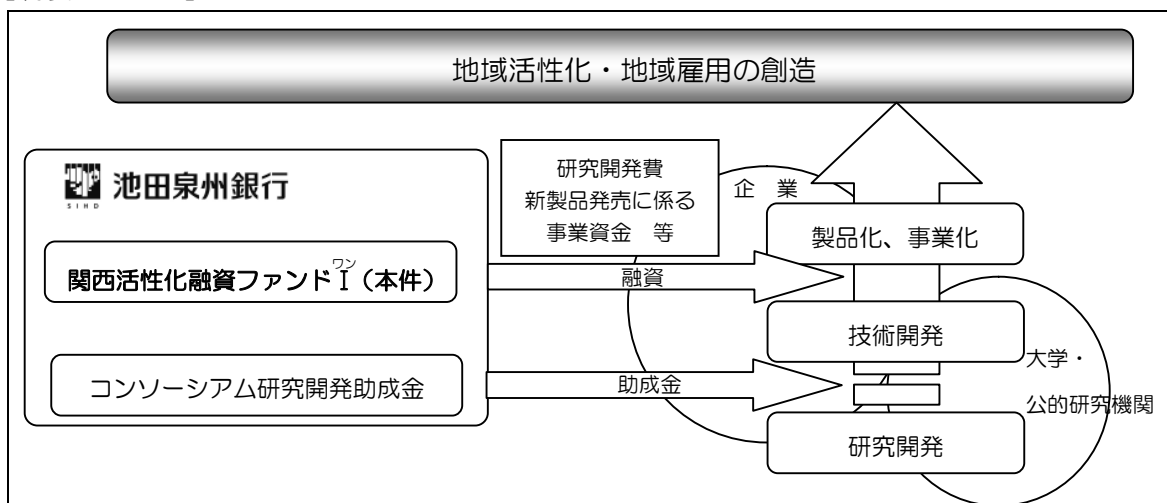 地域活性化・地域雇用の創造
池田泉州銀行
SIHD
研究開発費
新製品発売に係る
事業資金　等
企　業
製品化、事業化
ワン
関西活性化融資ファンドⅠ（本件）
融資
技術開発
大学・
公的研究機関
コンソーシアム研究開発助成金
助成金
研究開発